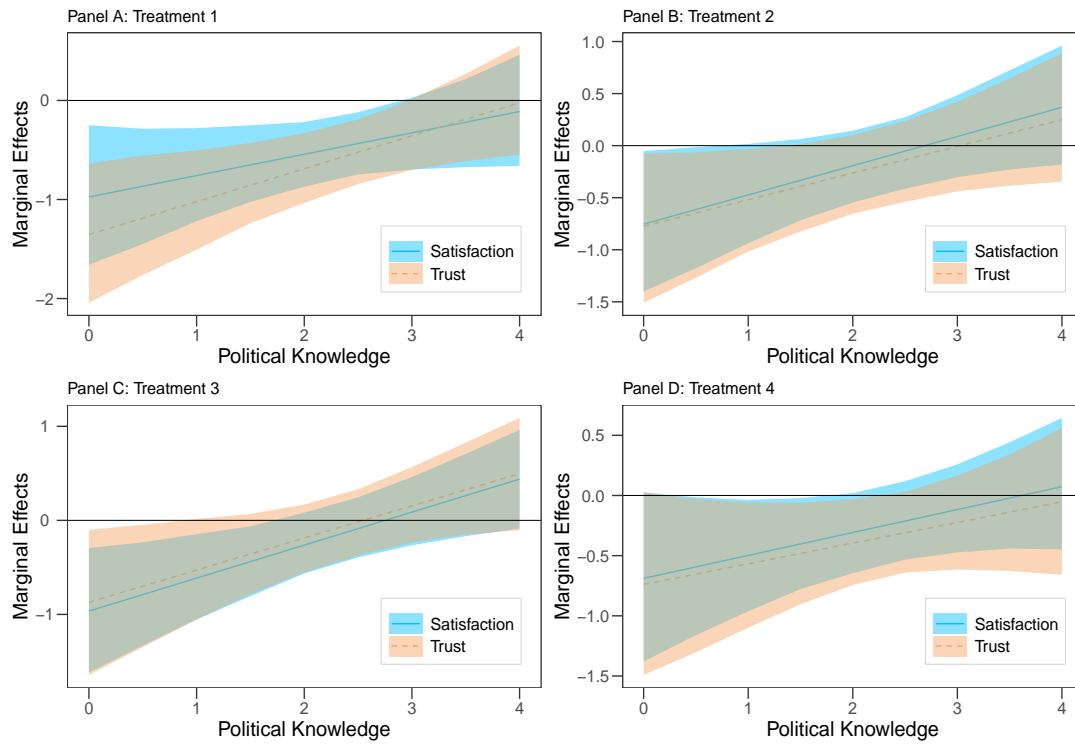 Panel A: Treatment 1
0
−1
−2
Marginal Effects
Satisfaction
Trust
0 1 2 3 4
Political Knowledge
Panel B: Treatment 2
1.0
0.5
0.0
−0.5
−1.0
−1.5
Marginal Effects
Satisfaction
Trust
0 1 2 3 4
Political Knowledge
Panel C: Treatment 3
1
0
−1
Marginal Effects
Satisfaction
Trust
0 1 2 3 4
Political Knowledge
Panel D: Treatment 4
0.5
0.0
−0.5
−1.0
−1.5
Marginal Effects
Satisfaction
Trust
0 1 2 3 4
Political Knowledge